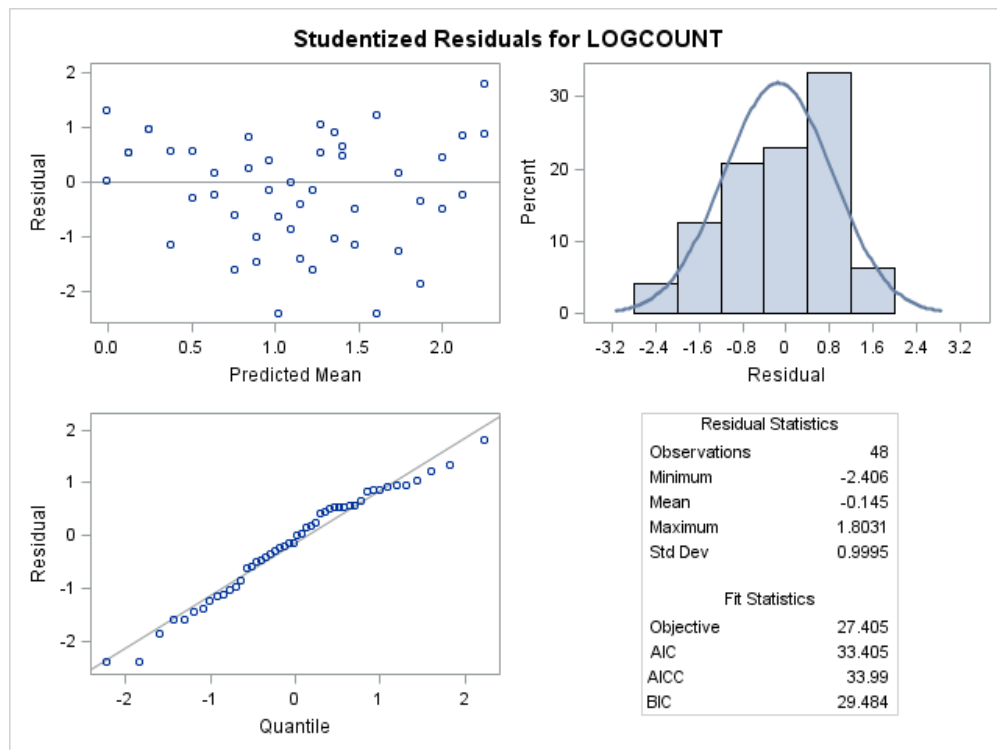 Studentized Residuals for LOGCOUNT
2
1
0
-1
-2
Residual
0.0 0.5 1.0 1.5 2.0
Predicted Mean
30
20
10
0
Percent
-3.2 -2.4 -1.6 -0.8 0 0.8 1.6 2.4 3.2
Residual
2
1
0
-1
-2
Residual
-2 -1 0 1 2
Quantile
Residual Statistics
Observations 48
Minimum -2.406
Mean -0.145
Maximum 1.8031
Std Dev 0.9995
Fit Statistics
Objective 27.405
AIC 33.405
AICC 33.99
BIC 29.484